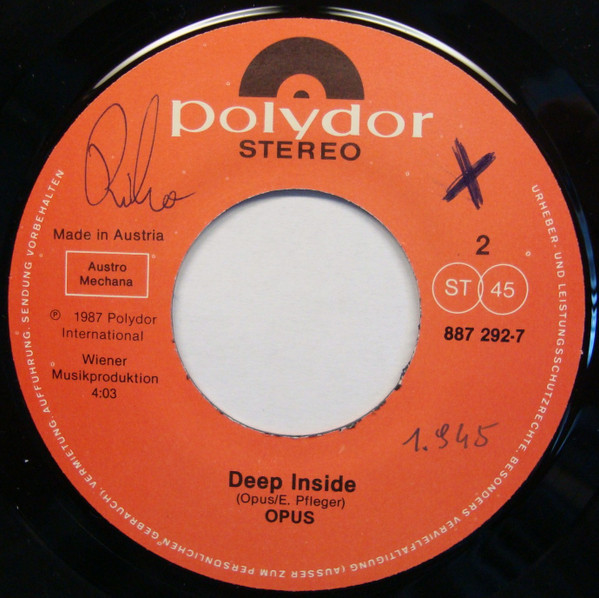 polydor
STEREO
Made in Austria
Austro
Mechana
℗ 1987 Polydor
International
Wiener
Musikproduktion
4:03
2
ST 45
887 292-7
1.945
Deep Inside
(Opus/E. Pfleger)
OPUS
URHEBER- UND LEISTUNGSSCHUTZRECHTE, BESONDERS VERVIELFÄLTIGUNG (AUSSER ZUM PERSÖNLICHEN GEBRAUCH), VERMIETUNG, AUFFÜHRUNG, SENDUNG VORBEHALTEN